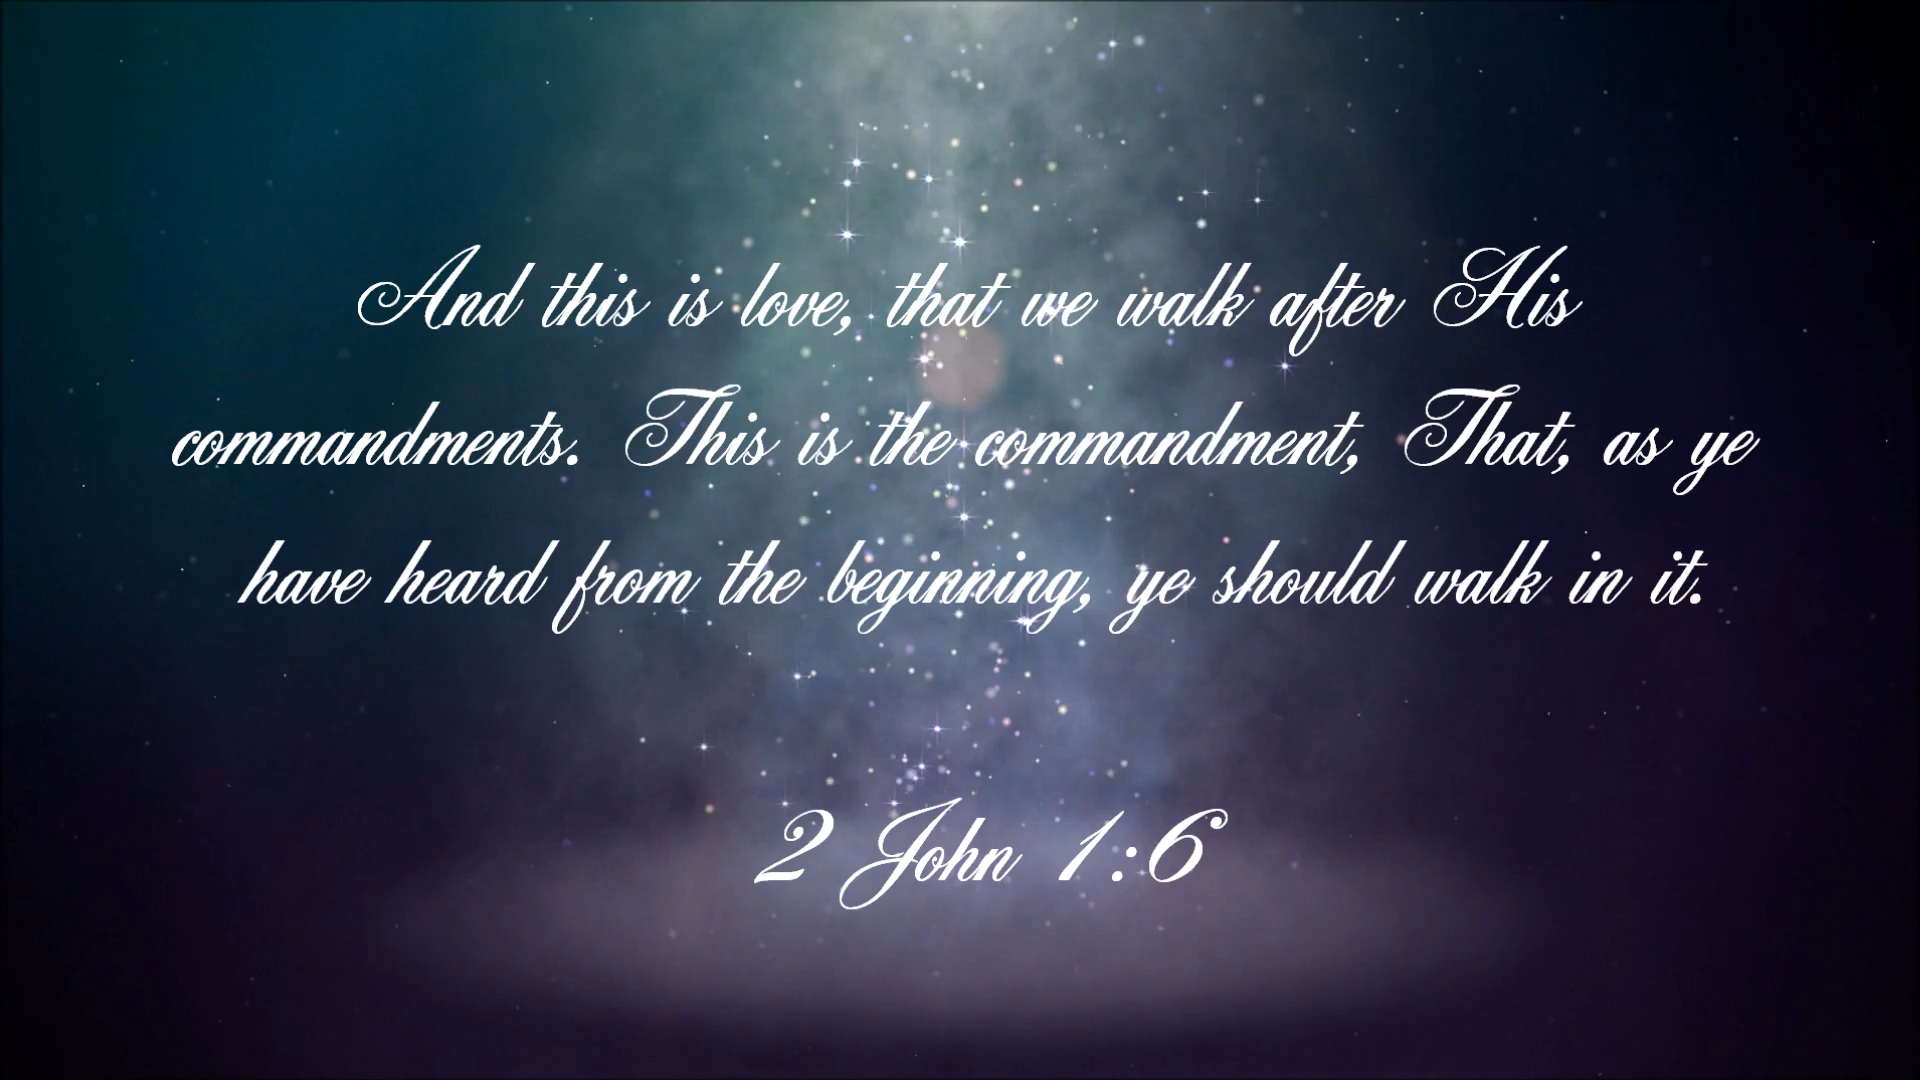 And this is love, that we walk after His
commandments. This is the commandment, That, as ye
have heard from the beginning, ye should walk in it.
2 John 1:6